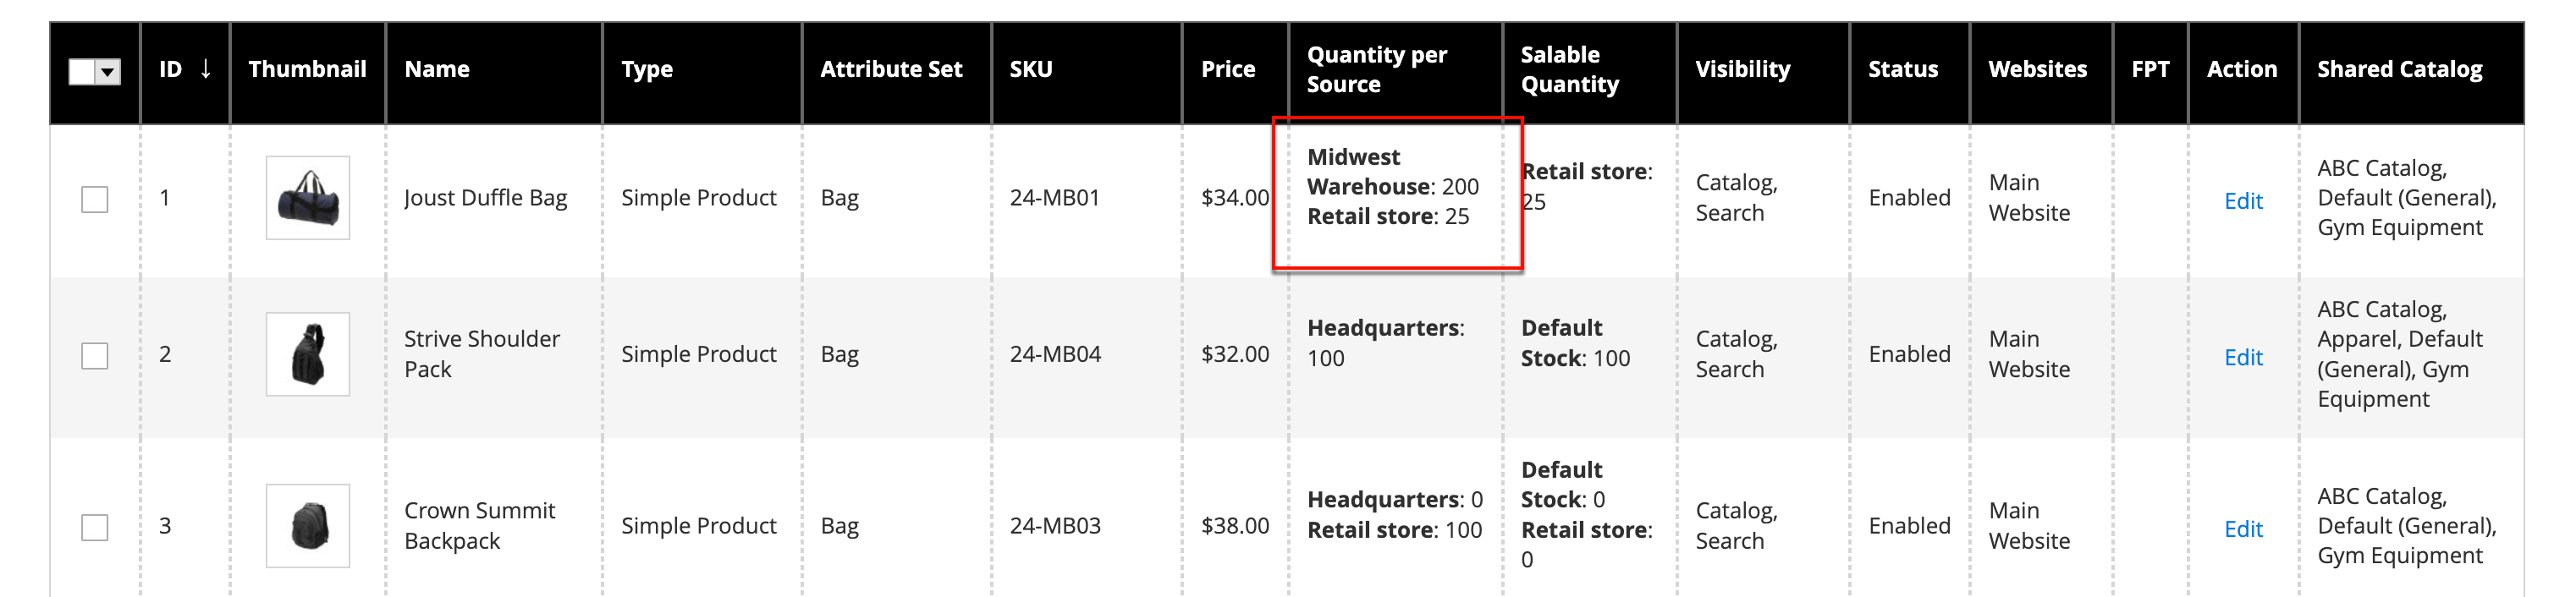 ID ↓ Thumbnail Name Type Attribute Set SKU Price Quantity per Source Salable Quantity Visibility Status Websites FPT Action Shared Catalog
1 Joust Duffle Bag Simple Product Bag 24-MB01 $34.00 Midwest Warehouse: 200 Retail store: 25 Retail store: 25 Catalog, Search Enabled Main Website Edit ABC Catalog, Default (General), Gym Equipment
2 Strive Shoulder Pack Simple Product Bag 24-MB04 $32.00 Headquarters: 100 Default Stock: 100 Catalog, Search Enabled Main Website Edit ABC Catalog, Apparel, Default (General), Gym Equipment
3 Crown Summit Backpack Simple Product Bag 24-MB03 $38.00 Headquarters: 0 Retail store: 100 Default Stock: 0 Retail store: 0 Catalog, Search Enabled Main Website Edit ABC Catalog, Default (General), Gym Equipment